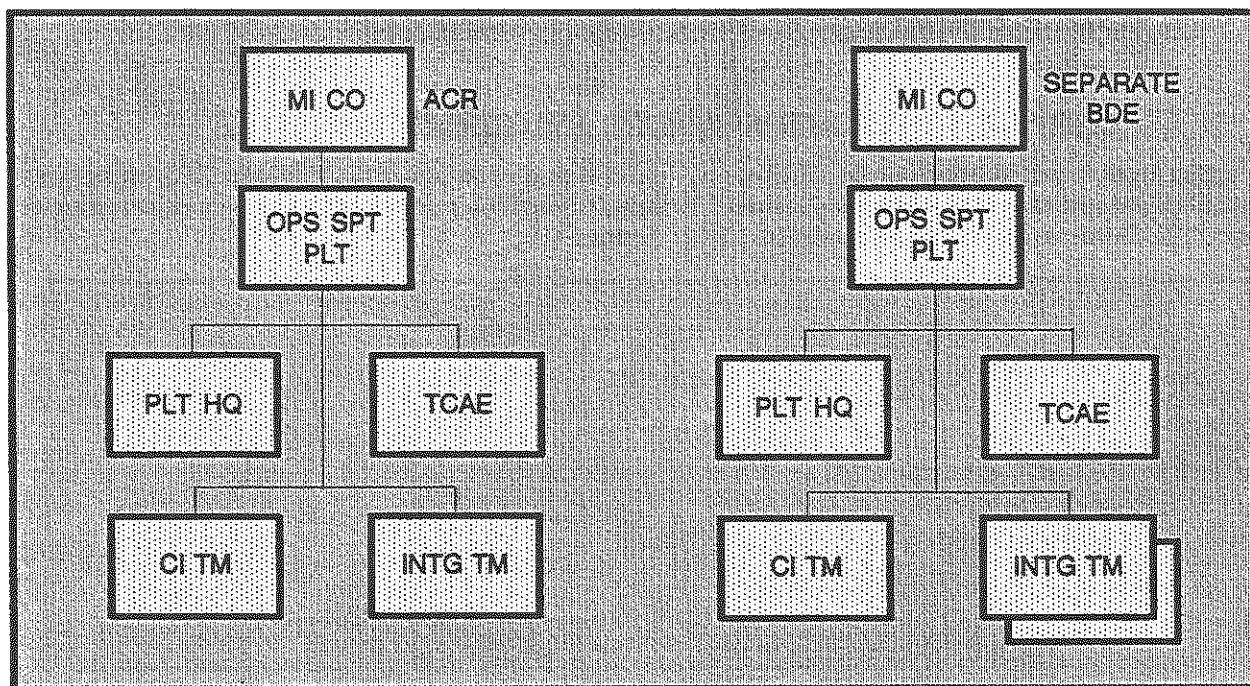 MI CO
ACR
OPS SPT
PLT
PLT HQ
TCAE
CI TM
INTG TM
MI CO
SEPARATE
BDE
OPS SPT
PLT
PLT HQ
TCAE
CI TM
INTG TM